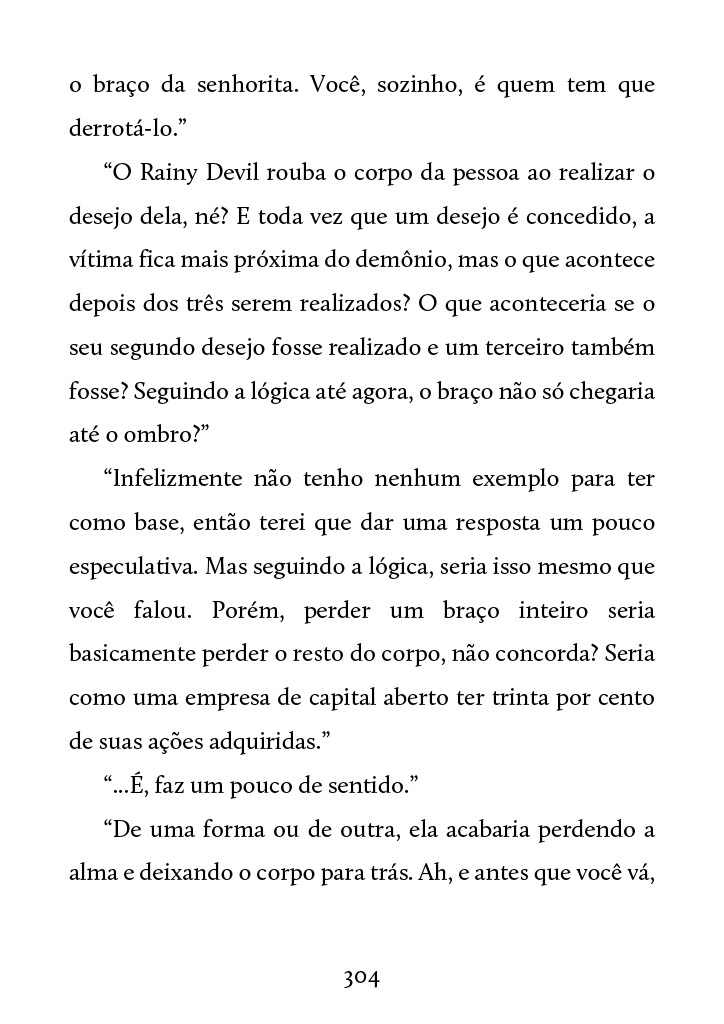 o braço da senhorita. Você, sozinho, é quem tem que
derrotá-lo.”
“O Rainy Devil rouba o corpo da pessoa ao realizar o
desejo dela, né? E toda vez que um desejo é concedido, a
vítima fica mais próxima do demônio, mas o que acontece
depois dos três serem realizados? O que aconteceria se o
seu segundo desejo fosse realizado e um terceiro também
fosse? Seguindo a lógica até agora, o braço não só chegaria
até o ombro?”
“Infelizmente não tenho nenhum exemplo para ter
como base, então terei que dar uma resposta um pouco
especulativa. Mas seguindo a lógica, seria isso mesmo que
você falou. Porém, perder um braço inteiro seria
basicamente perder o resto do corpo, não concorda? Seria
como uma empresa de capital aberto ter trinta por cento
de suas ações adquiridas.”
“...É, faz um pouco de sentido.”
“De uma forma ou de outra, ela acabaria perdendo a
alma e deixando o corpo para trás. Ah, e antes que você vá,
304